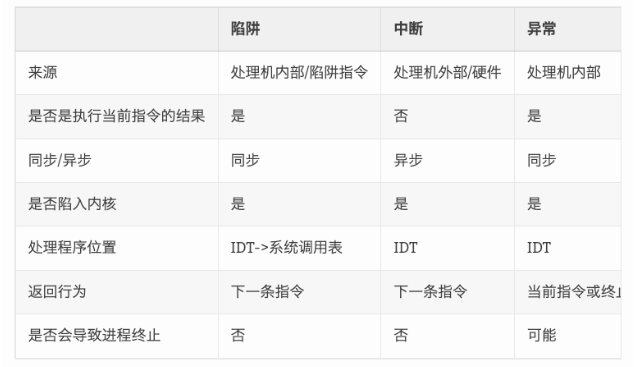 陷阱 中断 异常
来源 处理机内部/陷阱指令 处理机外部/硬件 处理机内部
是否是执行当前指令的结果 是 否 是
同步/异步 同步 异步 同步
是否陷入内核 是 是 是
处理程序位置 IDT->系统调用表 IDT IDT
返回行为 下一条指令 下一条指令 当前指令或终
是否会导致进程终止 否 否 可能